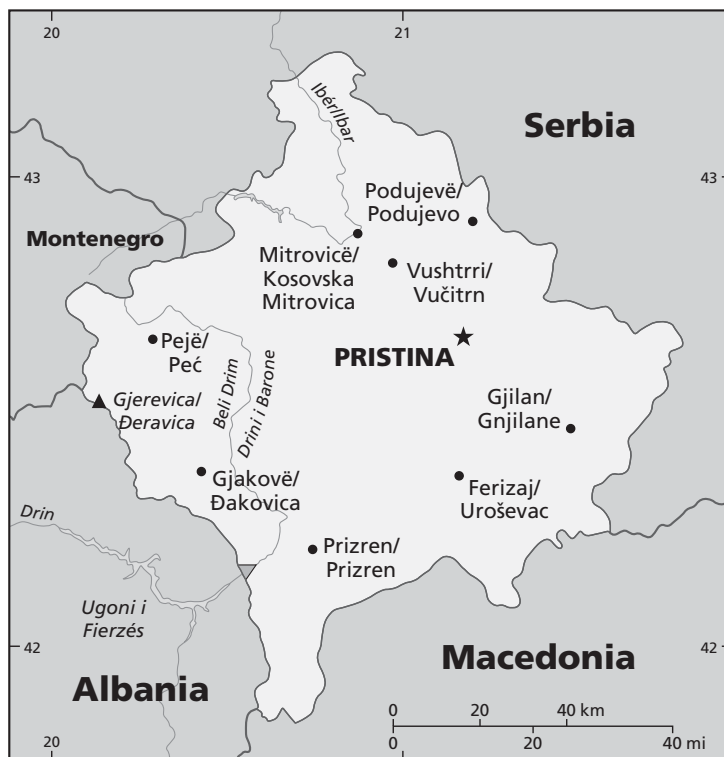 20
21
Ibër/Ibar
Serbia
43
43
Podujevë/
Podujevo
Montenegro
Mitrovicë/
Kosovska
Mitrovica
Vushtrri/
Vučitrn
Pejë/
Peć
PRISTINA
Gjerevica/
Đeravica
Beli Drim
Drini i Barone
Gjilan/
Gnjilane
Gjakovë/
Đakovica
Ferizaj/
Uroševac
Drin
Prizren/
Prizren
Ugoni i
Fierzés
42
42
Macedonia
Albania
0 20 40 km
0 20 40 mi
20